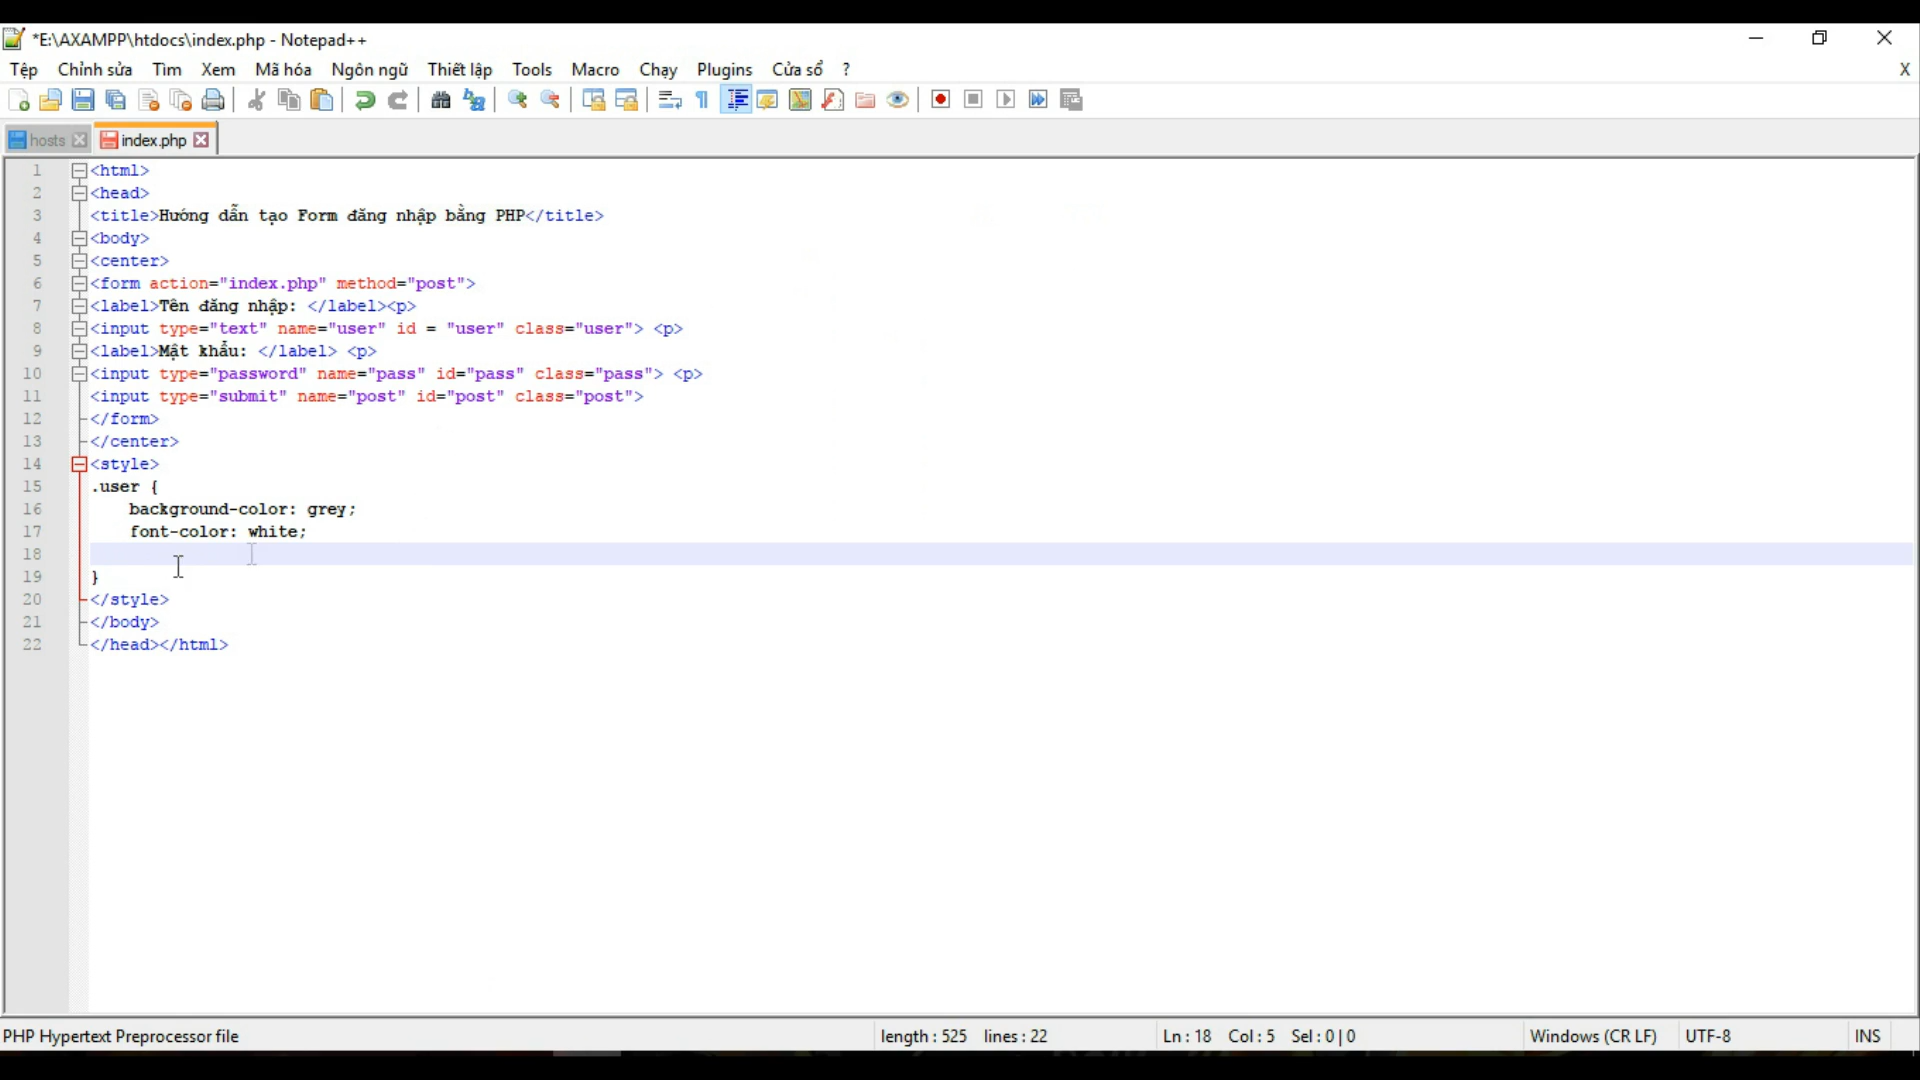 *E:\AXAMPP\htdocs\index.php - Notepad++
Tệp Chỉnh sửa Tìm Xem Mã hóa Ngôn ngữ Thiết lập Tools Macro Chạy Plugins Cửa sổ ? X
hosts index.php
1 <html>
2 <head>
3 <title>Hướng dẫn tạo Form đăng nhập bằng PHP</title>
4 <body>
5 <center>
6 <form action="index.php" method="post">
7 <label>Tên đăng nhập: </label><p>
8 <input type="text" name="user" id = "user" class="user"> <p>
9 <label>Mật khẩu: </label> <p>
10 <input type="password" name="pass" id="pass" class="pass"> <p>
11 <input type="submit" name="post" id="post" class="post">
12 </form>
13 </center>
14 <style>
15 .user {
16 background-color: grey;
17 font-color: white;
18
19 }
20 </style>
21 </body>
22 </head></html>
PHP Hypertext Preprocessor file length : 525 lines : 22 Ln : 18 Col : 5 Sel : 0 | 0 Windows (CR LF) UTF-8 INS